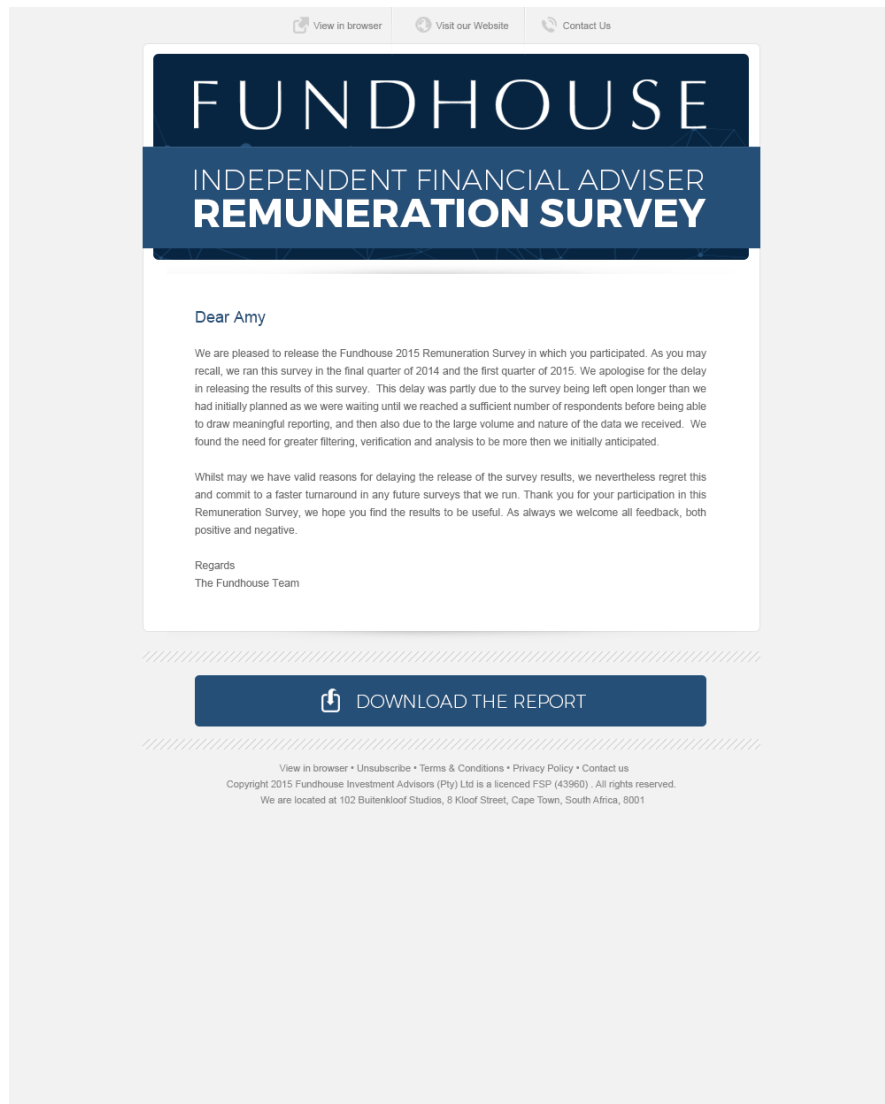 View in browser
Visit our Website
Contact Us
FUNDHOUSE
INDEPENDENT FINANCIAL ADVISER
REMUNERATION SURVEY
Dear Amy
We are pleased to release the Fundhouse 2015 Remuneration Survey in which you participated. As you may
recall, we ran this survey in the final quarter of 2014 and the first quarter of 2015. We apologise for the delay
in releasing the results of this survey.  This delay was partly due to the survey being left open longer than we
had initially planned as we were waiting until we reached a sufficient number of respondents before being able
to draw meaningful reporting, and then also due to the large volume and nature of the data we received.  We
found the need for greater filtering, verification and analysis to be more then we initially anticipated.
Whilst may we have valid reasons for delaying the release of the survey results, we nevertheless regret this
and commit to a faster turnaround in any future surveys that we run. Thank you for your participation in this
Remuneration Survey, we hope you find the results to be useful. As always we welcome all feedback, both
positive and negative.
Regards
The Fundhouse Team
DOWNLOAD THE REPORT
View in browser • Unsubscribe • Terms & Conditions • Privacy Policy • Contact us
Copyright 2015 Fundhouse Investment Advisors (Pty) Ltd is a licenced FSP (43960) . All rights reserved.
We are located at 102 Buitenkloof Studios, 8 Kloof Street, Cape Town, South Africa, 8001